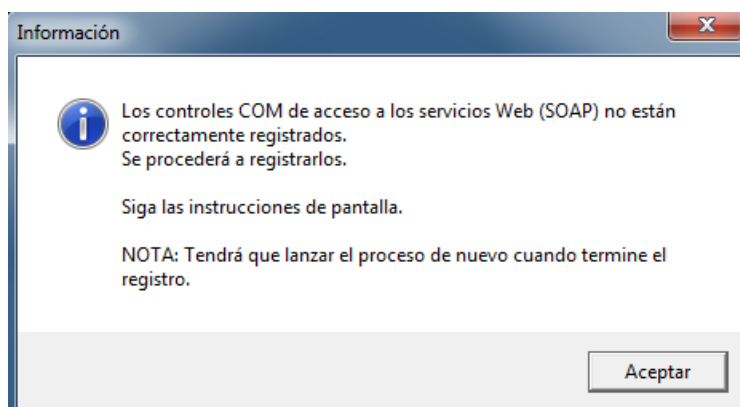 Información
Los controles COM de acceso a los servicios Web (SOAP) no están
correctamente registrados.
Se procederá a registrarlos.
Siga las instrucciones de pantalla.
NOTA: Tendrá que lanzar el proceso de nuevo cuando termine el
registro.
Aceptar